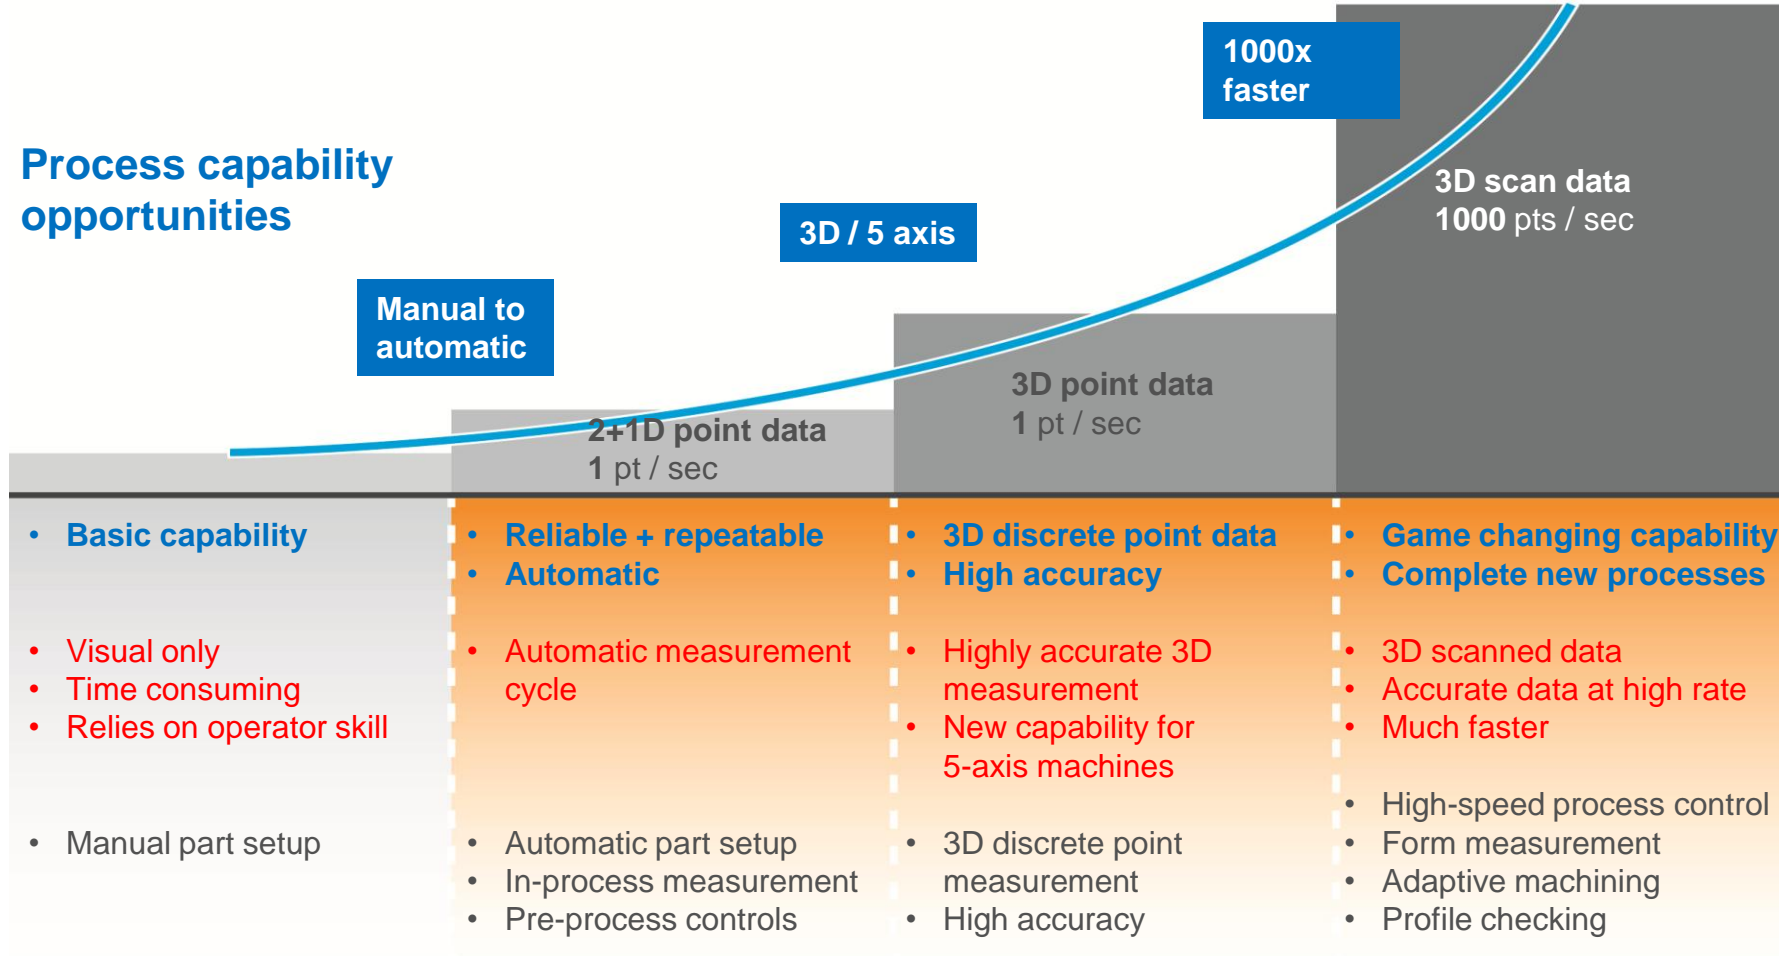 Process capability
opportunities
Manual to
automatic
3D / 5 axis
1000x
faster
2+1D point data
1 pt / sec
3D point data
1 pt / sec
3D scan data
1000 pts / sec
• Basic capability
• Visual only
• Time consuming
• Relies on operator skill
• Manual part setup
• Reliable + repeatable
• Automatic
• Automatic measurement
cycle
• Automatic part setup
• In-process measurement
• Pre-process controls
• 3D discrete point data
• High accuracy
• Highly accurate 3D
measurement
• New capability for
5-axis machines
• 3D discrete point
measurement
• High accuracy
• Game changing capability
• Complete new processes
• 3D scanned data
• Accurate data at high rate
• Much faster
• High-speed process control
• Form measurement
• Adaptive machining
• Profile checking